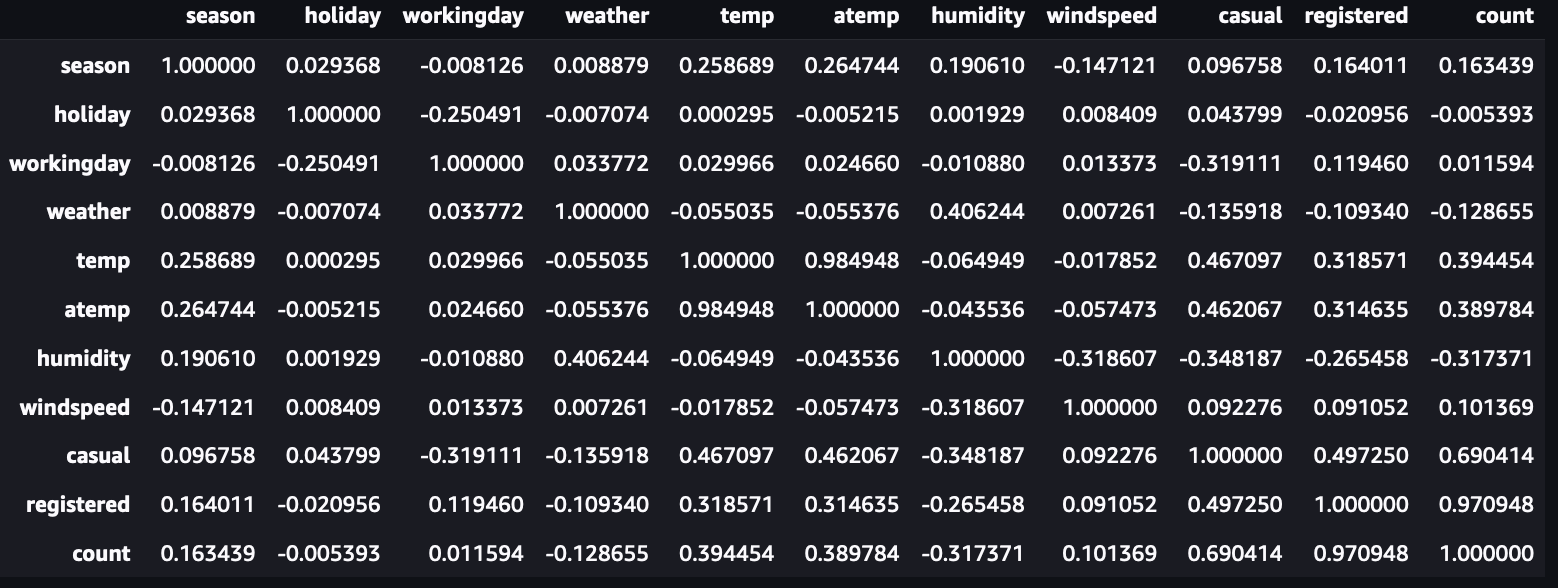 season holiday workingday weather temp atemp humidity windspeed casual registered count
season 1.000000 0.029368 -0.008126 0.008879 0.258689 0.264744 0.190610 -0.147121 0.096758 0.164011 0.163439
holiday 0.029368 1.000000 -0.250491 -0.007074 0.000295 -0.005215 0.001929 0.008409 0.043799 -0.020956 -0.005393
workingday -0.008126 -0.250491 1.000000 0.033772 0.029966 0.024660 -0.010880 0.013373 -0.319111 0.119460 0.011594
weather 0.008879 -0.007074 0.033772 1.000000 -0.055035 -0.055376 0.406244 0.007261 -0.135918 -0.109340 -0.128655
temp 0.258689 0.000295 0.029966 -0.055035 1.000000 0.984948 -0.064949 -0.017852 0.467097 0.318571 0.394454
atemp 0.264744 -0.005215 0.024660 -0.055376 0.984948 1.000000 -0.043536 -0.057473 0.462067 0.314635 0.389784
humidity 0.190610 0.001929 -0.010880 0.406244 -0.064949 -0.043536 1.000000 -0.318607 -0.348187 -0.265458 -0.317371
windspeed -0.147121 0.008409 0.013373 0.007261 -0.017852 -0.057473 -0.318607 1.000000 0.092276 0.091052 0.101369
casual 0.096758 0.043799 -0.319111 -0.135918 0.467097 0.462067 -0.348187 0.092276 1.000000 0.497250 0.690414
registered 0.164011 -0.020956 0.119460 -0.109340 0.318571 0.314635 -0.265458 0.091052 0.497250 1.000000 0.970948
count 0.163439 -0.005393 0.011594 -0.128655 0.394454 0.389784 -0.317371 0.101369 0.690414 0.970948 1.000000